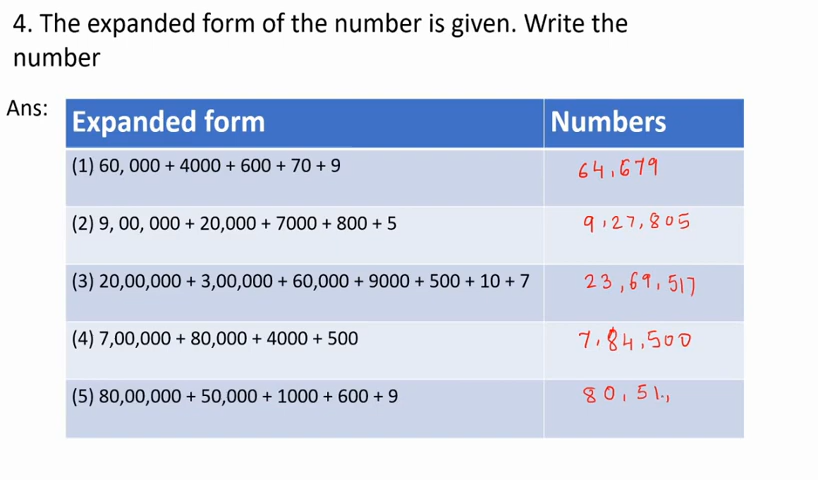 4. The expanded form of the number is given. Write the
number
Ans:
Expanded form Numbers
(1) 60, 000 + 4000 + 600 + 70 + 9 64,679
(2) 9, 00, 000 + 20,000 + 7000 + 800 + 5 9,27,805
(3) 20,00,000 + 3,00,000 + 60,000 + 9000 + 500 + 10 + 7 23,69,517
(4) 7,00,000 + 80,000 + 4000 + 500 7,84,500
(5) 80,00,000 + 50,000 + 1000 + 600 + 9 80,51,